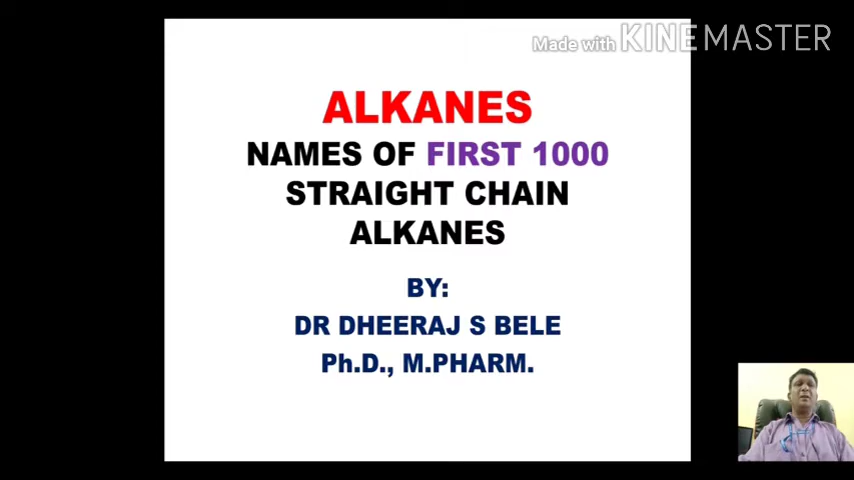 Made with KINEMASTER
ALKANES
NAMES OF FIRST 1000
STRAIGHT CHAIN
ALKANES
BY:
DR DHEERAJ S BELE
Ph.D., M.PHARM.